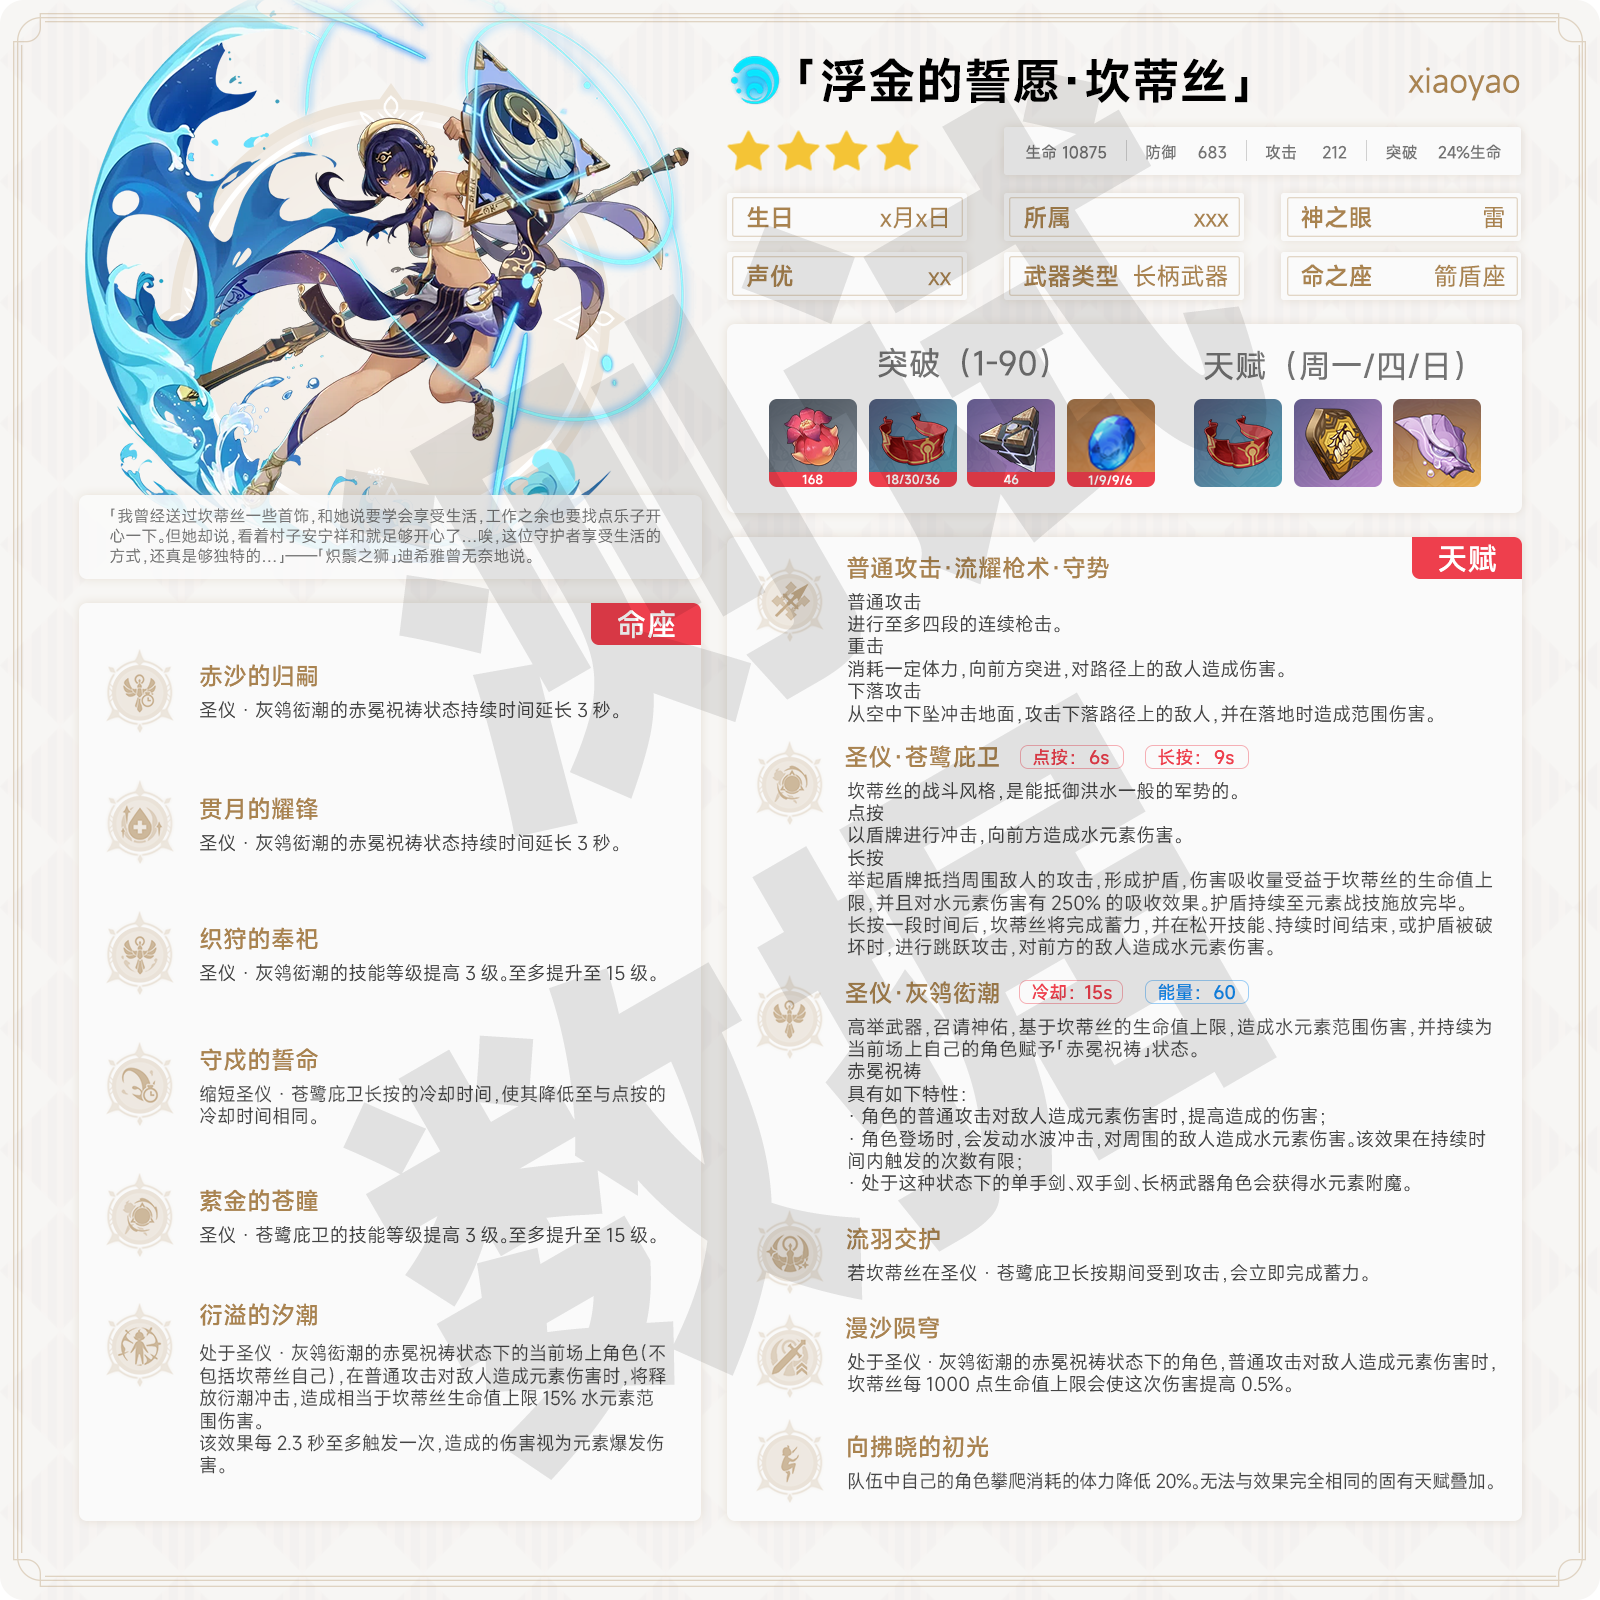 「浮金的誓愿·坎蒂丝」
xiaoyao
生命 10875 防御 683 攻击 212 突破 24%生命
生日 x月x日
所属 xxx
神之眼 雷
声优 xx
武器类型 长柄武器
命之座 箭盾座
突破（1-90）
168
18/30/36
46
1/9/9/6
天赋（周一/四/日）
「我曾经送过坎蒂丝一些首饰,和她说要学会享受生活,工作之余也要找点乐子开
心一下。但她却说,看着村子安宁祥和就足够开心了…唉,这位守护者享受生活的
方式,还真是够独特的…」——「炽鬃之狮」迪希雅曾无奈地说。
命座
赤沙的归嗣
圣仪 · 灰鸰衒潮的赤冕祝祷状态持续时间延长 3 秒。
贯月的耀锋
圣仪 · 灰鸰衒潮的赤冕祝祷状态持续时间延长 3 秒。
织狩的奉祀
圣仪 · 灰鸰衒潮的技能等级提高 3 级。至多提升至 15 级。
守戍的誓命
缩短圣仪 · 苍鹭庇卫长按的冷却时间,使其降低至与点按的
冷却时间相同。
萦金的苍瞳
圣仪 · 苍鹭庇卫的技能等级提高 3 级。至多提升至 15 级。
衍溢的汐潮
处于圣仪 · 灰鸰衒潮的赤冕祝祷状态下的当前场上角色(不
包括坎蒂丝自己),在普通攻击对敌人造成元素伤害时,将释
放衍潮冲击,造成相当于坎蒂丝生命值上限 15% 水元素范
围伤害。
该效果每 2.3 秒至多触发一次,造成的伤害视为元素爆发伤
害。
天赋
普通攻击·流耀枪术·守势
普通攻击
进行至多四段的连续枪击。
重击
消耗一定体力,向前方突进,对路径上的敌人造成伤害。
下落攻击
从空中下坠冲击地面,攻击下落路径上的敌人,并在落地时造成范围伤害。
圣仪·苍鹭庇卫 点按：6s 长按：9s
坎蒂丝的战斗风格,是能抵御洪水一般的军势的。
点按
以盾牌进行冲击,向前方造成水元素伤害。
长按
举起盾牌抵挡周围敌人的攻击,形成护盾,伤害吸收量受益于坎蒂丝的生命值上
限,并且对水元素伤害有 250% 的吸收效果。护盾持续至元素战技施放完毕。
长按一段时间后,坎蒂丝将完成蓄力,并在松开技能、持续时间结束,或护盾被破
坏时,进行跳跃攻击,对前方的敌人造成水元素伤害。
圣仪·灰鸰衒潮 冷却：15s 能量：60
高举武器,召请神佑,基于坎蒂丝的生命值上限,造成水元素范围伤害,并持续为
当前场上自己的角色赋予「赤冕祝祷」状态。
赤冕祝祷
具有如下特性：
· 角色的普通攻击对敌人造成元素伤害时,提高造成的伤害;
· 角色登场时,会发动水波冲击,对周围的敌人造成水元素伤害。该效果在持续时
间内触发的次数有限;
· 处于这种状态下的单手剑、双手剑、长柄武器角色会获得水元素附魔。
流羽交护
若坎蒂丝在圣仪 · 苍鹭庇卫长按期间受到攻击,会立即完成蓄力。
漫沙陨穹
处于圣仪 · 灰鸰衒潮的赤冕祝祷状态下的角色,普通攻击对敌人造成元素伤害时,
坎蒂丝每 1000 点生命值上限会使这次伤害提高 0.5%。
向拂晓的初光
队伍中自己的角色攀爬消耗的体力降低 20%。无法与效果完全相同的固有天赋叠加。
测试
数据